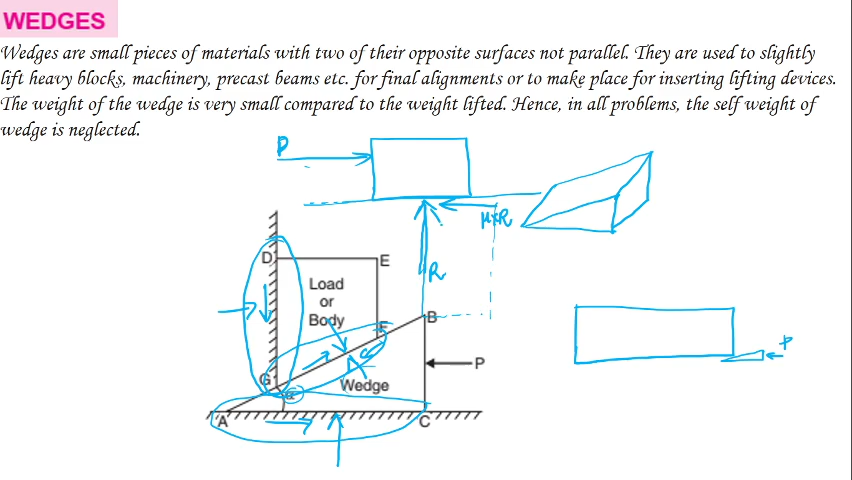 WEDGES
Wedges are small pieces of materials with two of their opposite surfaces not parallel. They are used to slightly
lift heavy blocks, machinery, precast beams etc. for final alignments or to make place for inserting lifting devices.
The weight of the wedge is very small compared to the weight lifted. Hence, in all problems, the self weight of
wedge is neglected.
P
μ×R
R
D
E
Load
or
Body
F
B
P
P
G
Wedge
α
A
C